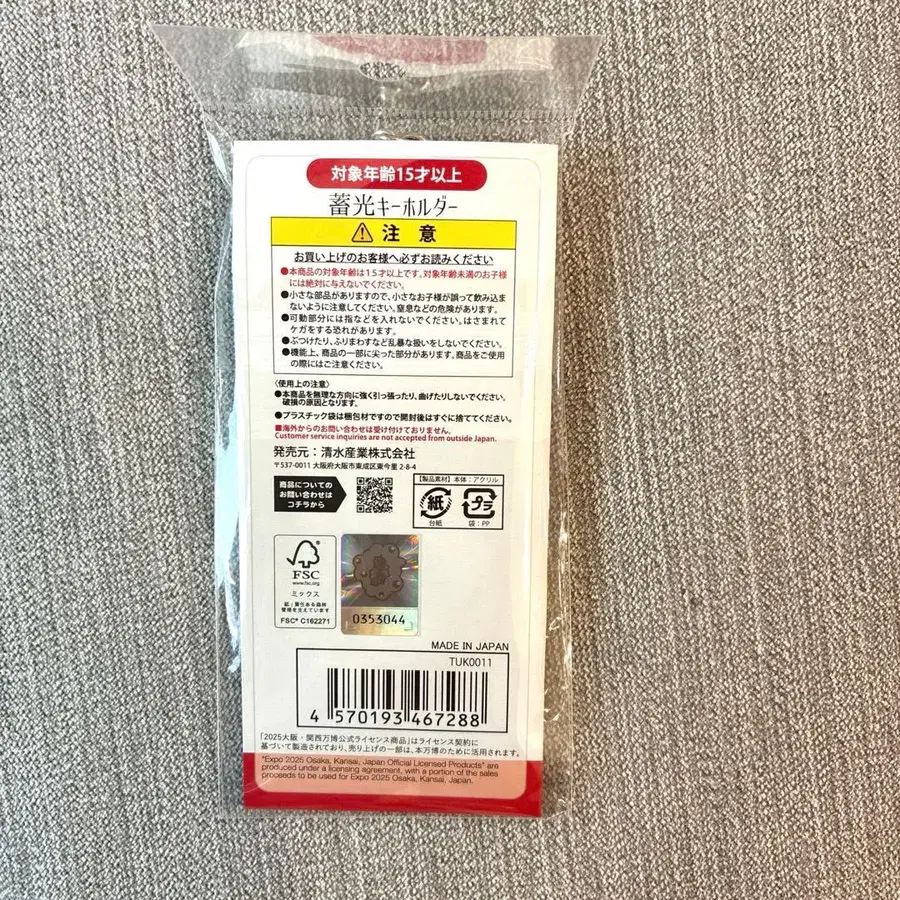 対象年齢15才以上
蓄光キーホルダー
注意
お買い上げのお客様へ必ずお読みください
●本商品の対象年齢は15才以上です、対象年齢未満のお子様
には絶対に与えないでください。
●小さな部品がありますので、小さなお子様が誤って飲み込ま
ないように注意してください。窒息などの危険があります。
●可動部分には指などを入れないでください。はさまれて
ケガをする恐れがあります。
●ぶつけたり、ふりまわすなど乱暴な扱いをしないでください。
●機能上、商品の一部に尖った部分があります。商品をご使用
の際にはご注意ください。
〈使用上の注意〉
●本商品を無理な方向に強く引っ張ったり、曲げたりしないでください。
破損の原因となります。
●プラスチック袋は梱包材ですので開封後はすぐに捨ててください。
■海外からのお問い合わせは受け付けておりません。
Customer service inquiries are not accepted from outside Japan.
発売元：清水産業株式会社
〒537-0011 大阪府大阪市東成区東今里 2-8-4
商品についての
お問い合わせは
コチラから
【製品素材】本体：アクリル
紙
台紙
プラ
袋：PP
FSC
www.fsc.org
ミックス
紙｜責任ある森林
管理を支えています
FSC® C162271
0353044
MADE IN JAPAN
TUK0011
4 570193 467288
「2025大阪・関西万博公式ライセンス商品」はライセンス契約に
基づいて製造されており、売り上げの一部は、本万博のために活用されます。
"Expo 2025 Osaka, Kansai, Japan Official Licensed Products" are
produced under a licensing agreement, with a portion of the sales
proceeds to be used for Expo 2025 Osaka, Kansai, Japan.